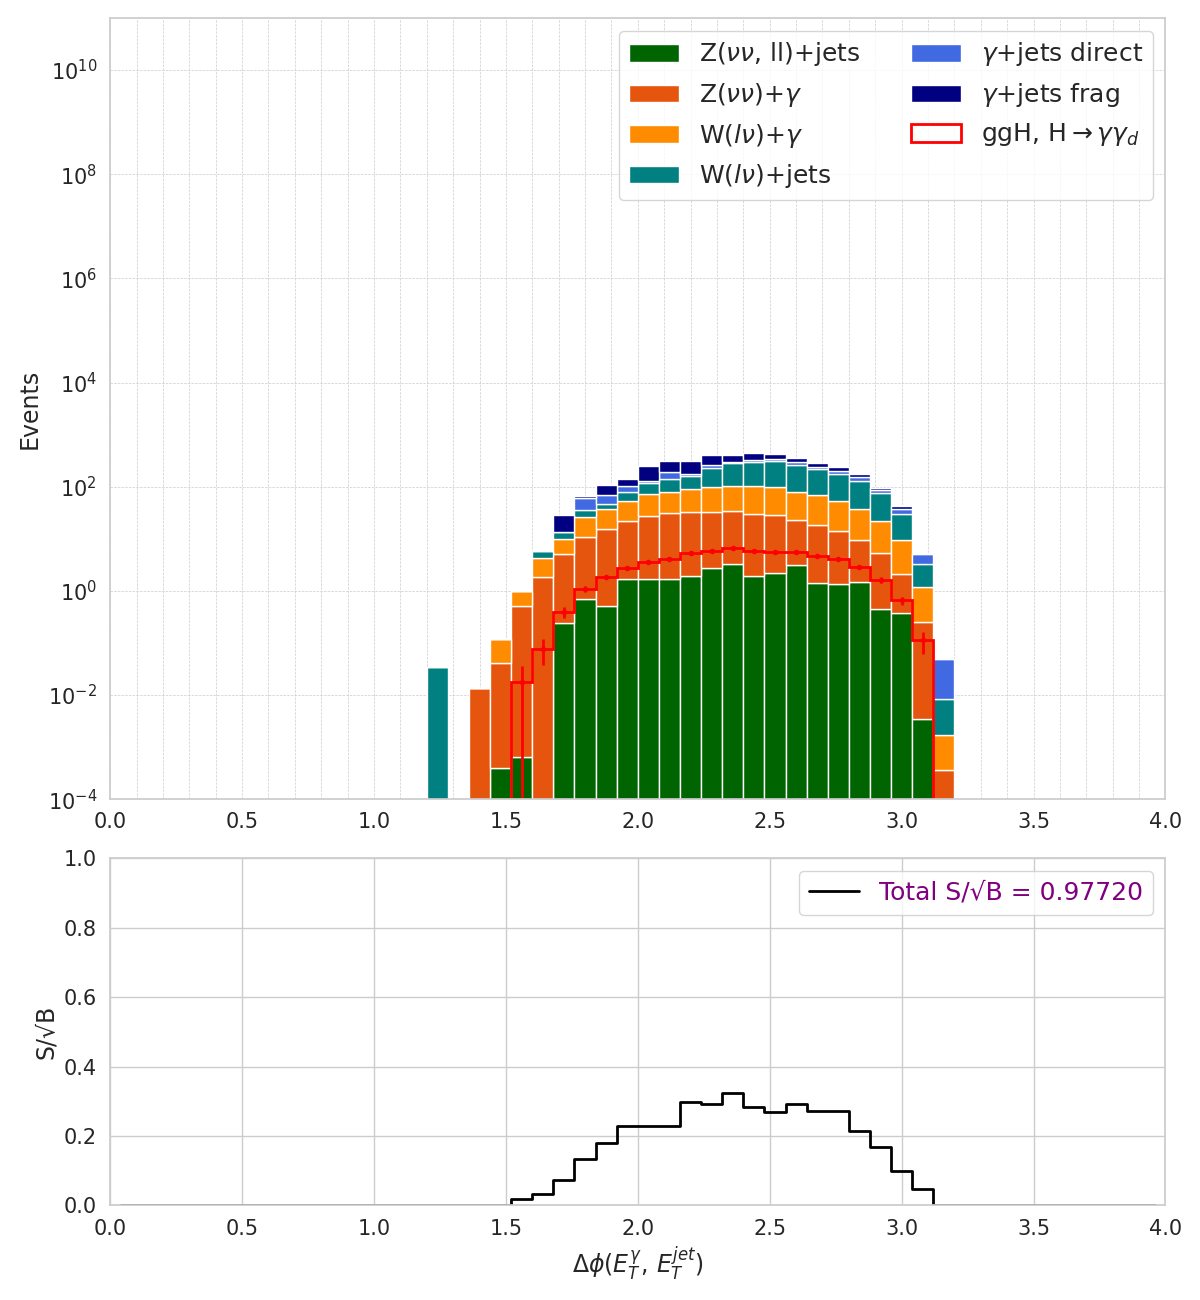 Z(νν, ll)+jets
Z(νν)+γ
W(lν)+γ
W(lν)+jets
γ+jets direct
γ+jets frag
ggH, H→γγ_d
Events
10^10
10^8
10^6
10^4
10^2
10^0
10^−2
10^−4
0.0 0.5 1.0 1.5 2.0 2.5 3.0 3.5 4.0
Total S/√B = 0.97720
S/√B
1.0
0.8
0.6
0.4
0.2
0.0
0.0 0.5 1.0 1.5 2.0 2.5 3.0 3.5 4.0
Δϕ(E_T^γ, E_T^jet)